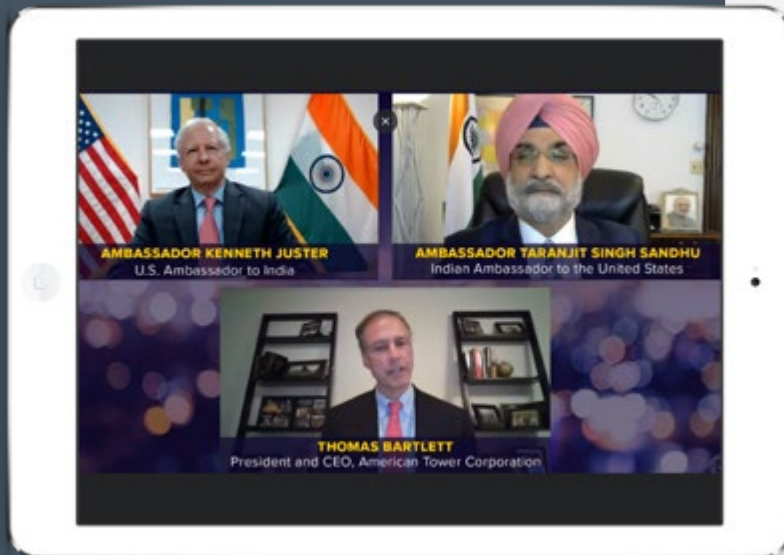 AMBASSADOR KENNETH JUSTER
U.S. Ambassador to India
AMBASSADOR TARANJIT SINGH SANDHU
Indian Ambassador to the United States
THOMAS BARTLETT
President and CEO, American Tower Corporation